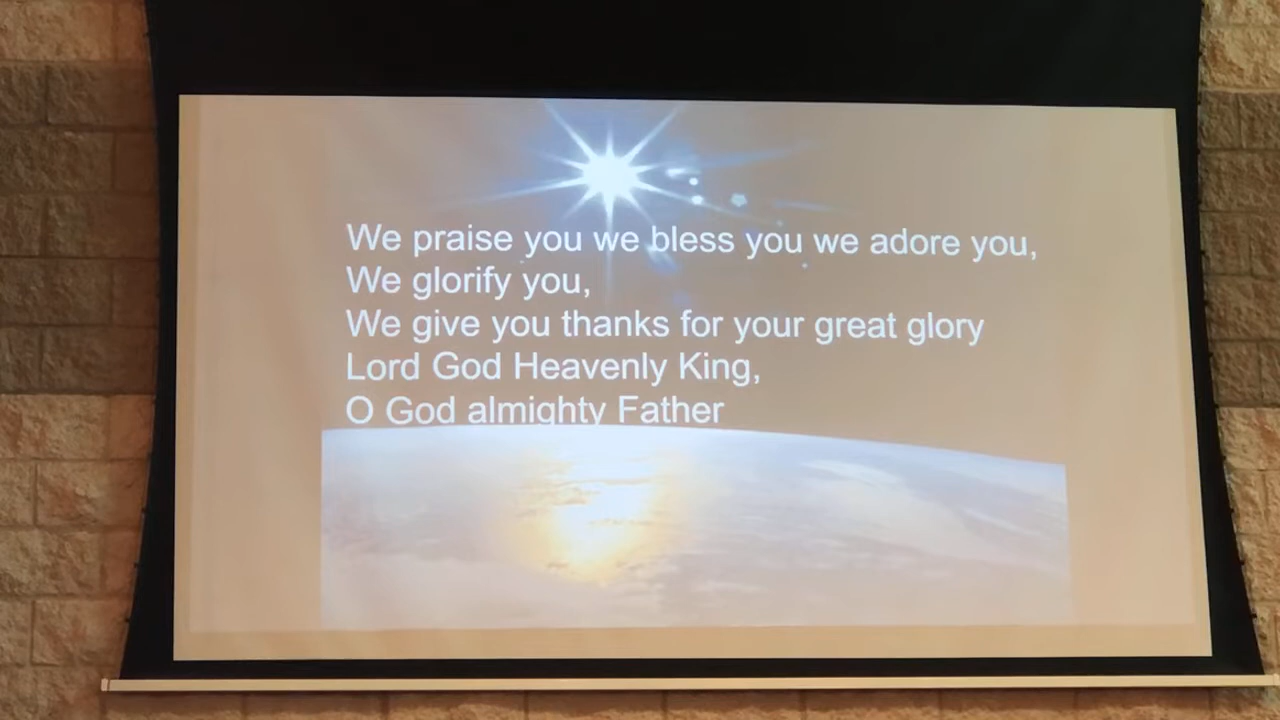 We praise you we bless you we adore you,
We glorify you,
We give you thanks for your great glory
Lord God Heavenly King,
O God almighty Father